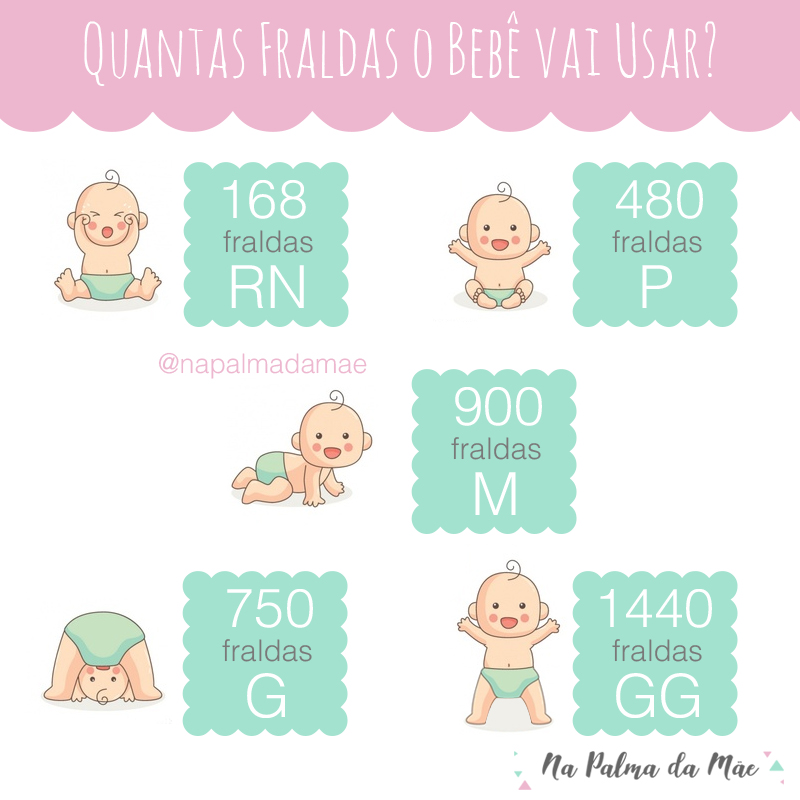 Quantas Fraldas o Bebê vai Usar?
168
fraldas
RN
480
fraldas
P
@napalmadamae
900
fraldas
M
750
fraldas
G
1440
fraldas
GG
Na Palma da Mãe